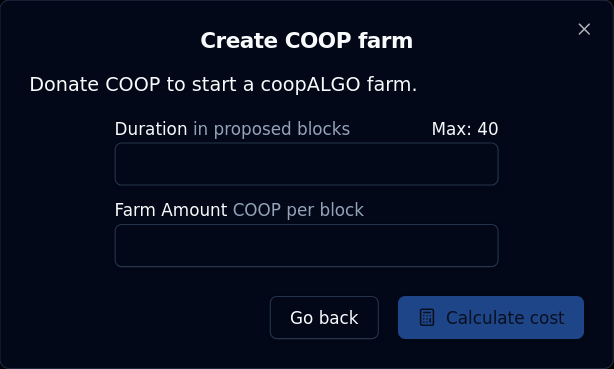 Create COOP farm
Donate COOP to start a coopALGO farm.
Duration in proposed blocks Max: 40
Farm Amount COOP per block
Go back Calculate cost